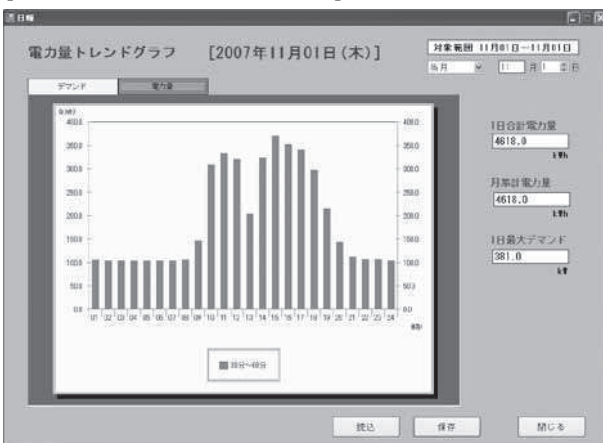 日報
電力量トレンドグラフ [2007年11月01日(木)]
対象範囲 11月01日--11月01日
毎月 11 月 1 日
デマンド 電力量
1日合計電力量
4618.0
kWh
月累計電力量
4618.0
kWh
1日最大デマンド
381.0
kW
400.0 400.0
350.0 350.0
300.0 300.0
250.0 250.0
200.0 200.0
150.0 150.0
100.0 100.0
50.0 50.0
0.0 0.0
01 02 03 04 05 06 07 08 09 10 11 12 13 14 15 16 17 18 19 20 21 22 23 24
読込 保存 閉じる